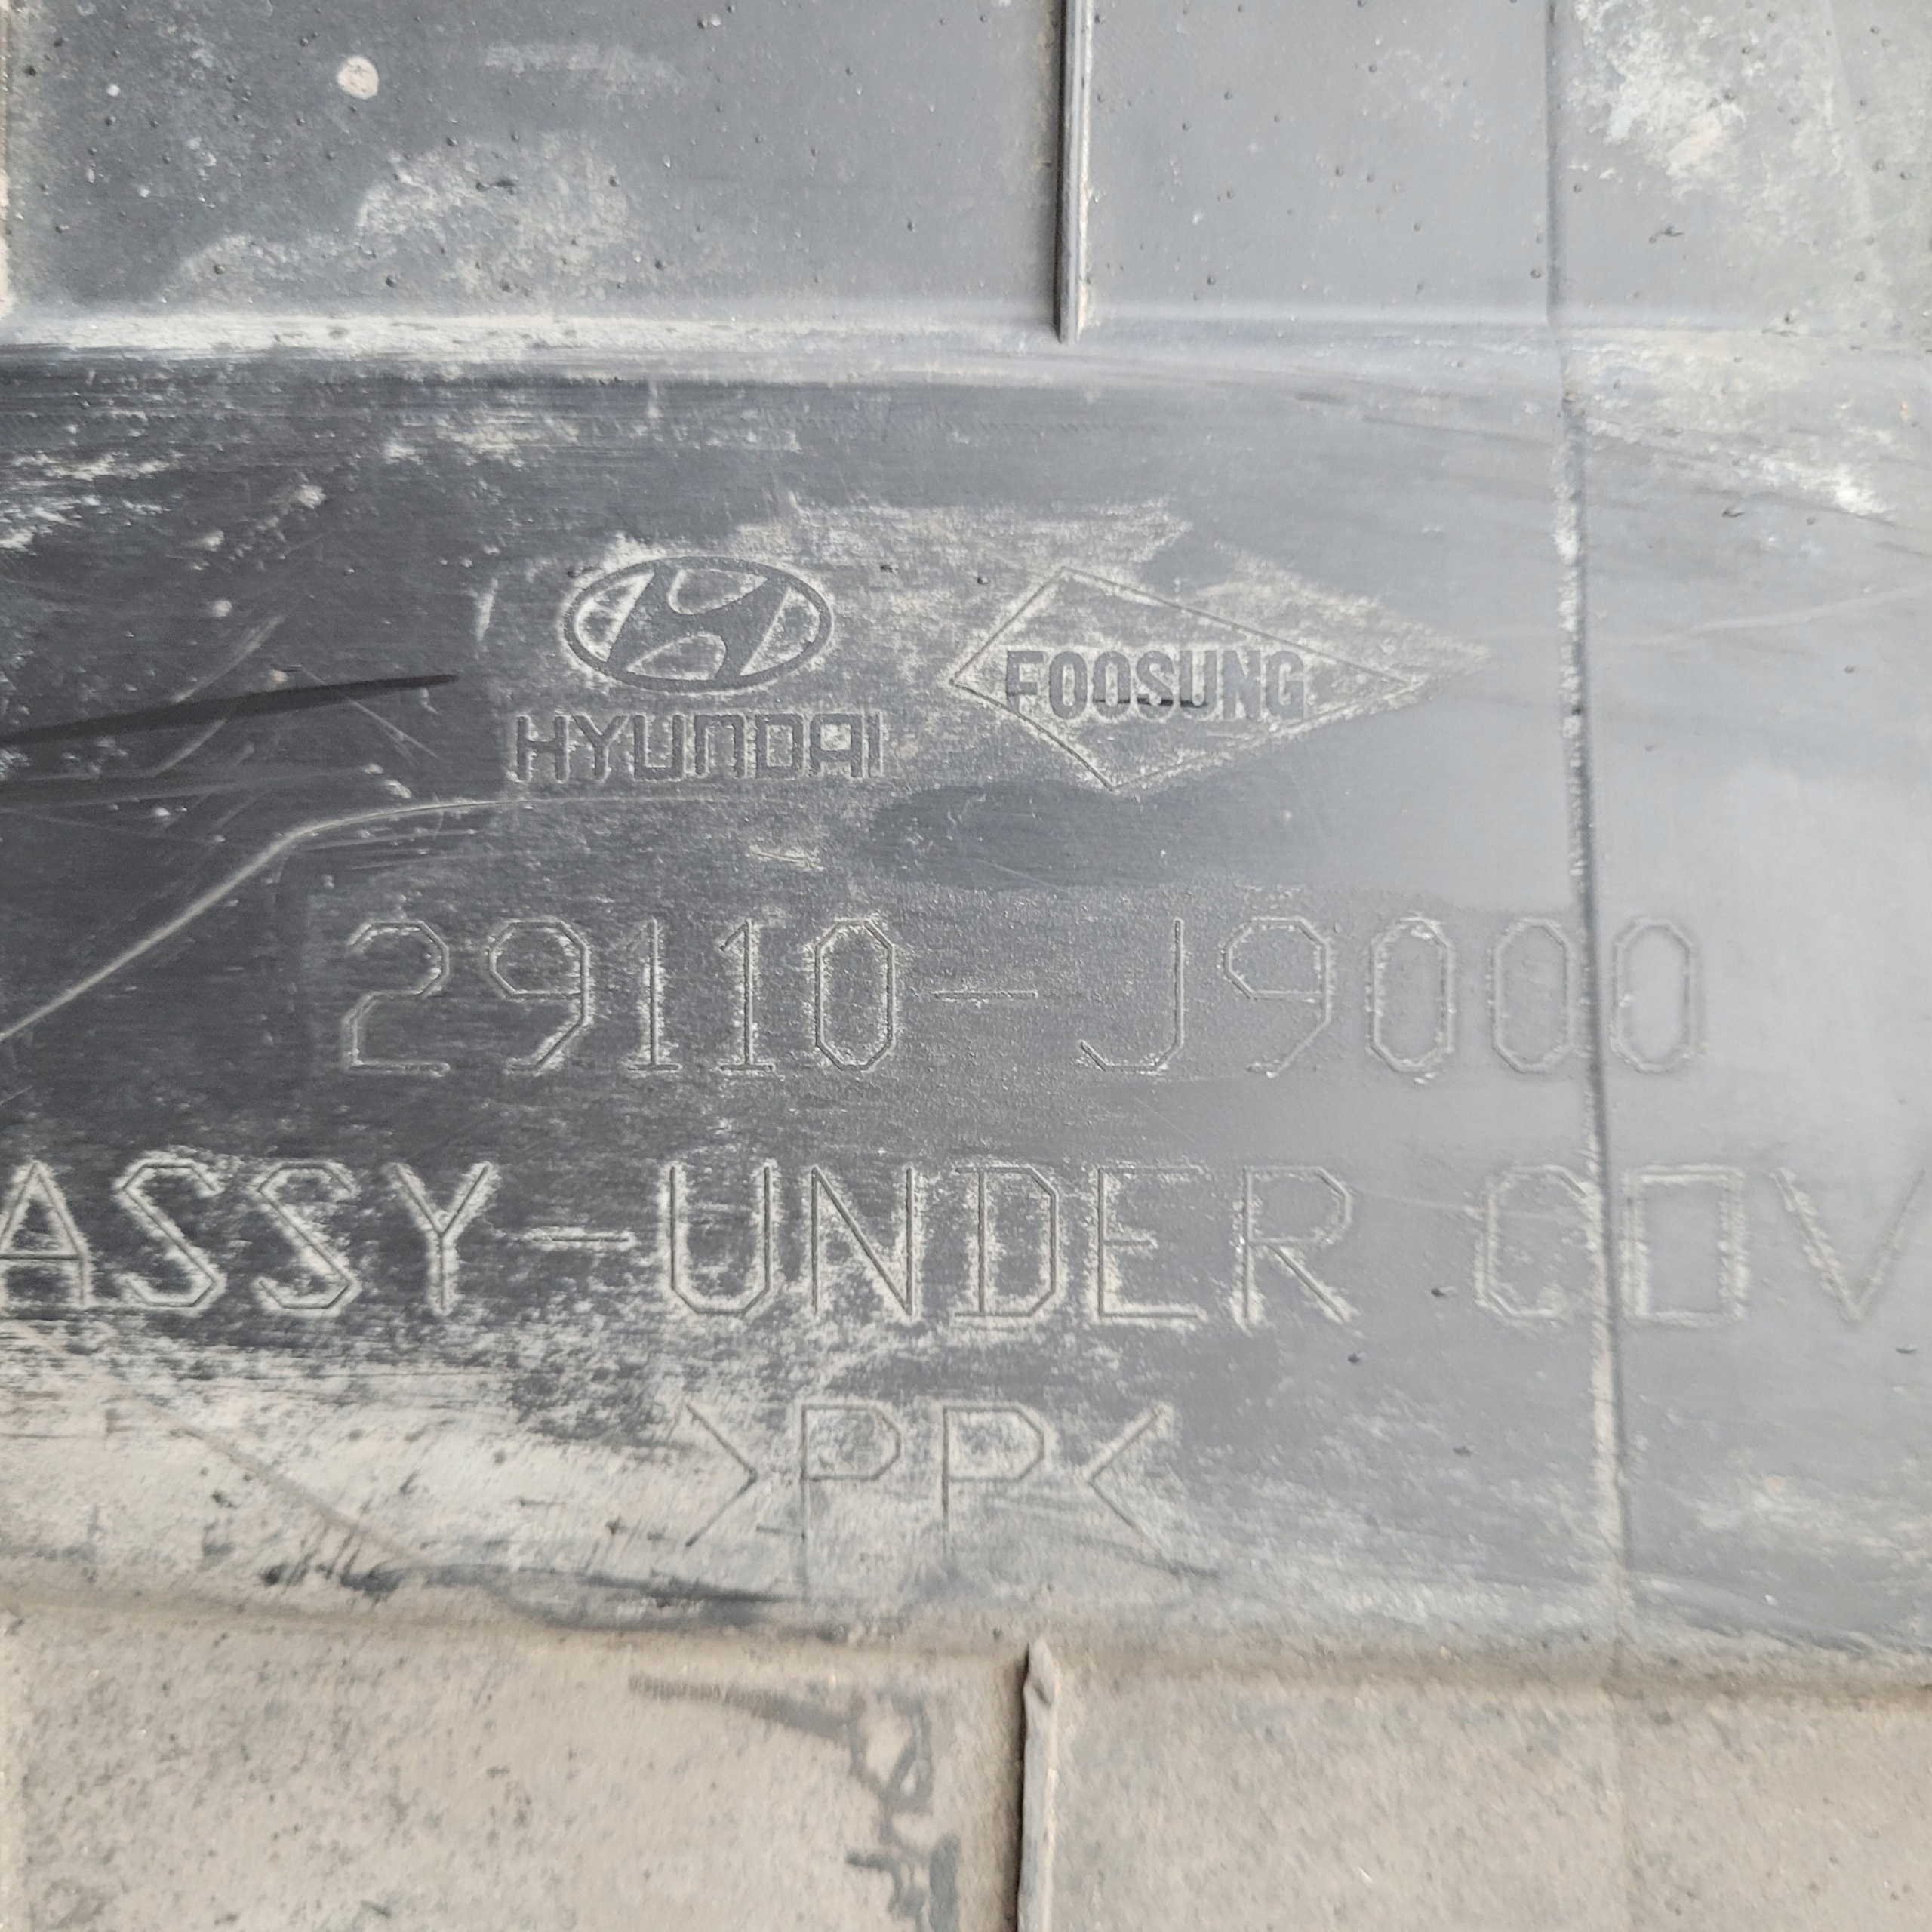 HYUNDAI FOOSUNG
29110-J9000
ASSY-UNDER COV
>PP<